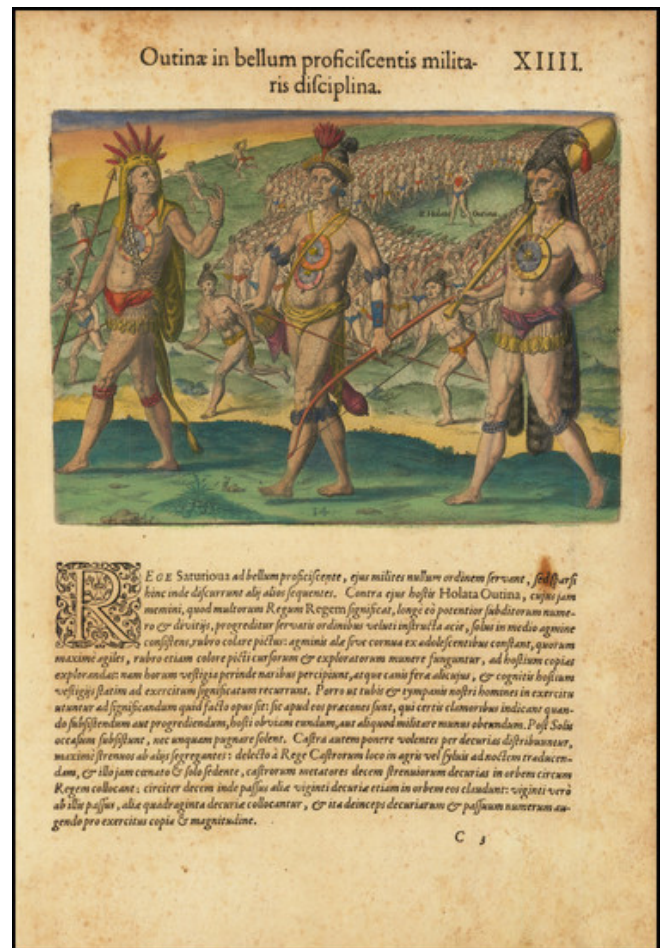 Outinæ in bellum proficiscentis milita-
XIIII.
ris disciplina.
R. Holata Outina.
14
REGE Saturioua ad bellum proficiscente, ejus milites nullum ordinem servant, sed sparsi
hinc inde discurrunt alij alios sequentes. Contra ejus hostis Holata Outina, cujus jam
memini, quod multorum Regum Regem significat, longè eò potentior subditorum nume-
ro & divitijs, progreditur servatis ordinibus veluti instructa acie, solus in medio agmine
consistens, rubro colore pictus: agminis alæ sive cornua ex adolescentibus constant, quorum
maximè agiles, rubro etiam colore picti cursorum & exploratorum munere funguntur, ad hostium copias
explorandas: nam horum vestigia perinde naribus percipiunt, atque canis feræ alicujus, & cognitis hostium
vestigijs statim ad exercitum significatum recurrunt. Porro ut tubis & tympanis nostri homines in exercitu
utuntur ad significandum quid facto opus sit: sic apud eos præcones sunt, qui certis clamoribus indicant quan-
do subsistendum aut progrediendum, hosti obviam eundum, aut aliquod militare munus obeundum. Post Solis
occasum subsistunt, nec unquam pugnare solent. Castra autem ponere volentes per decurias distribuuntur,
maximè strenuos ab alijs segregantes: delecto à Rege Castrorum loco in agris vel sylvis ad noctem traducen-
dam, & illo jam cœnato & solo sedente, castrorum metatores decem strenuiorum decurias in orbem circum
Regem collocant: circiter decem inde passus aliæ viginti decuriæ etiam in orbem eos claudunt: viginti verò
ab illis passus, aliæ quadraginta decuriæ collocantur, & ita deinceps decuriarum & passuum numerum au-
gendo pro exercitus copia & magnitudine.
C 3